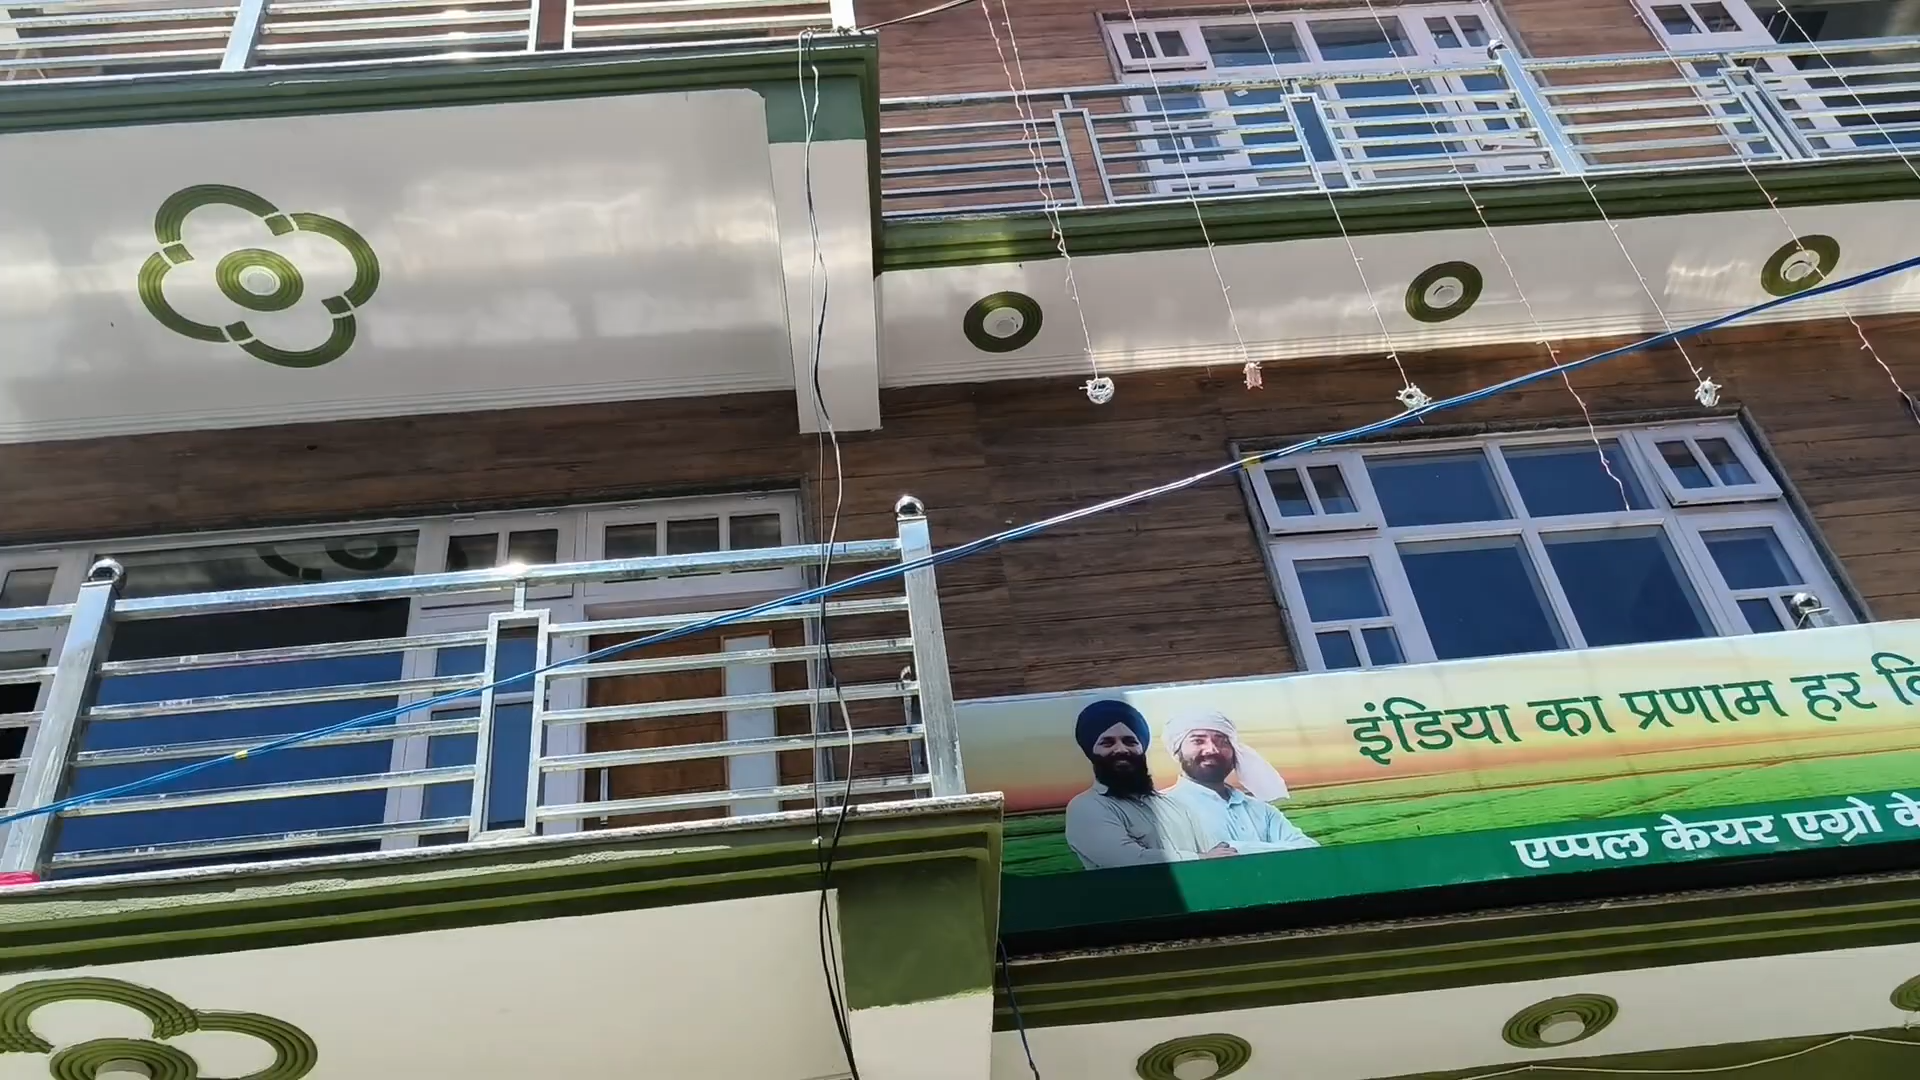 इंडिया का प्रणाम हर
एप्पल केयर एग्रो